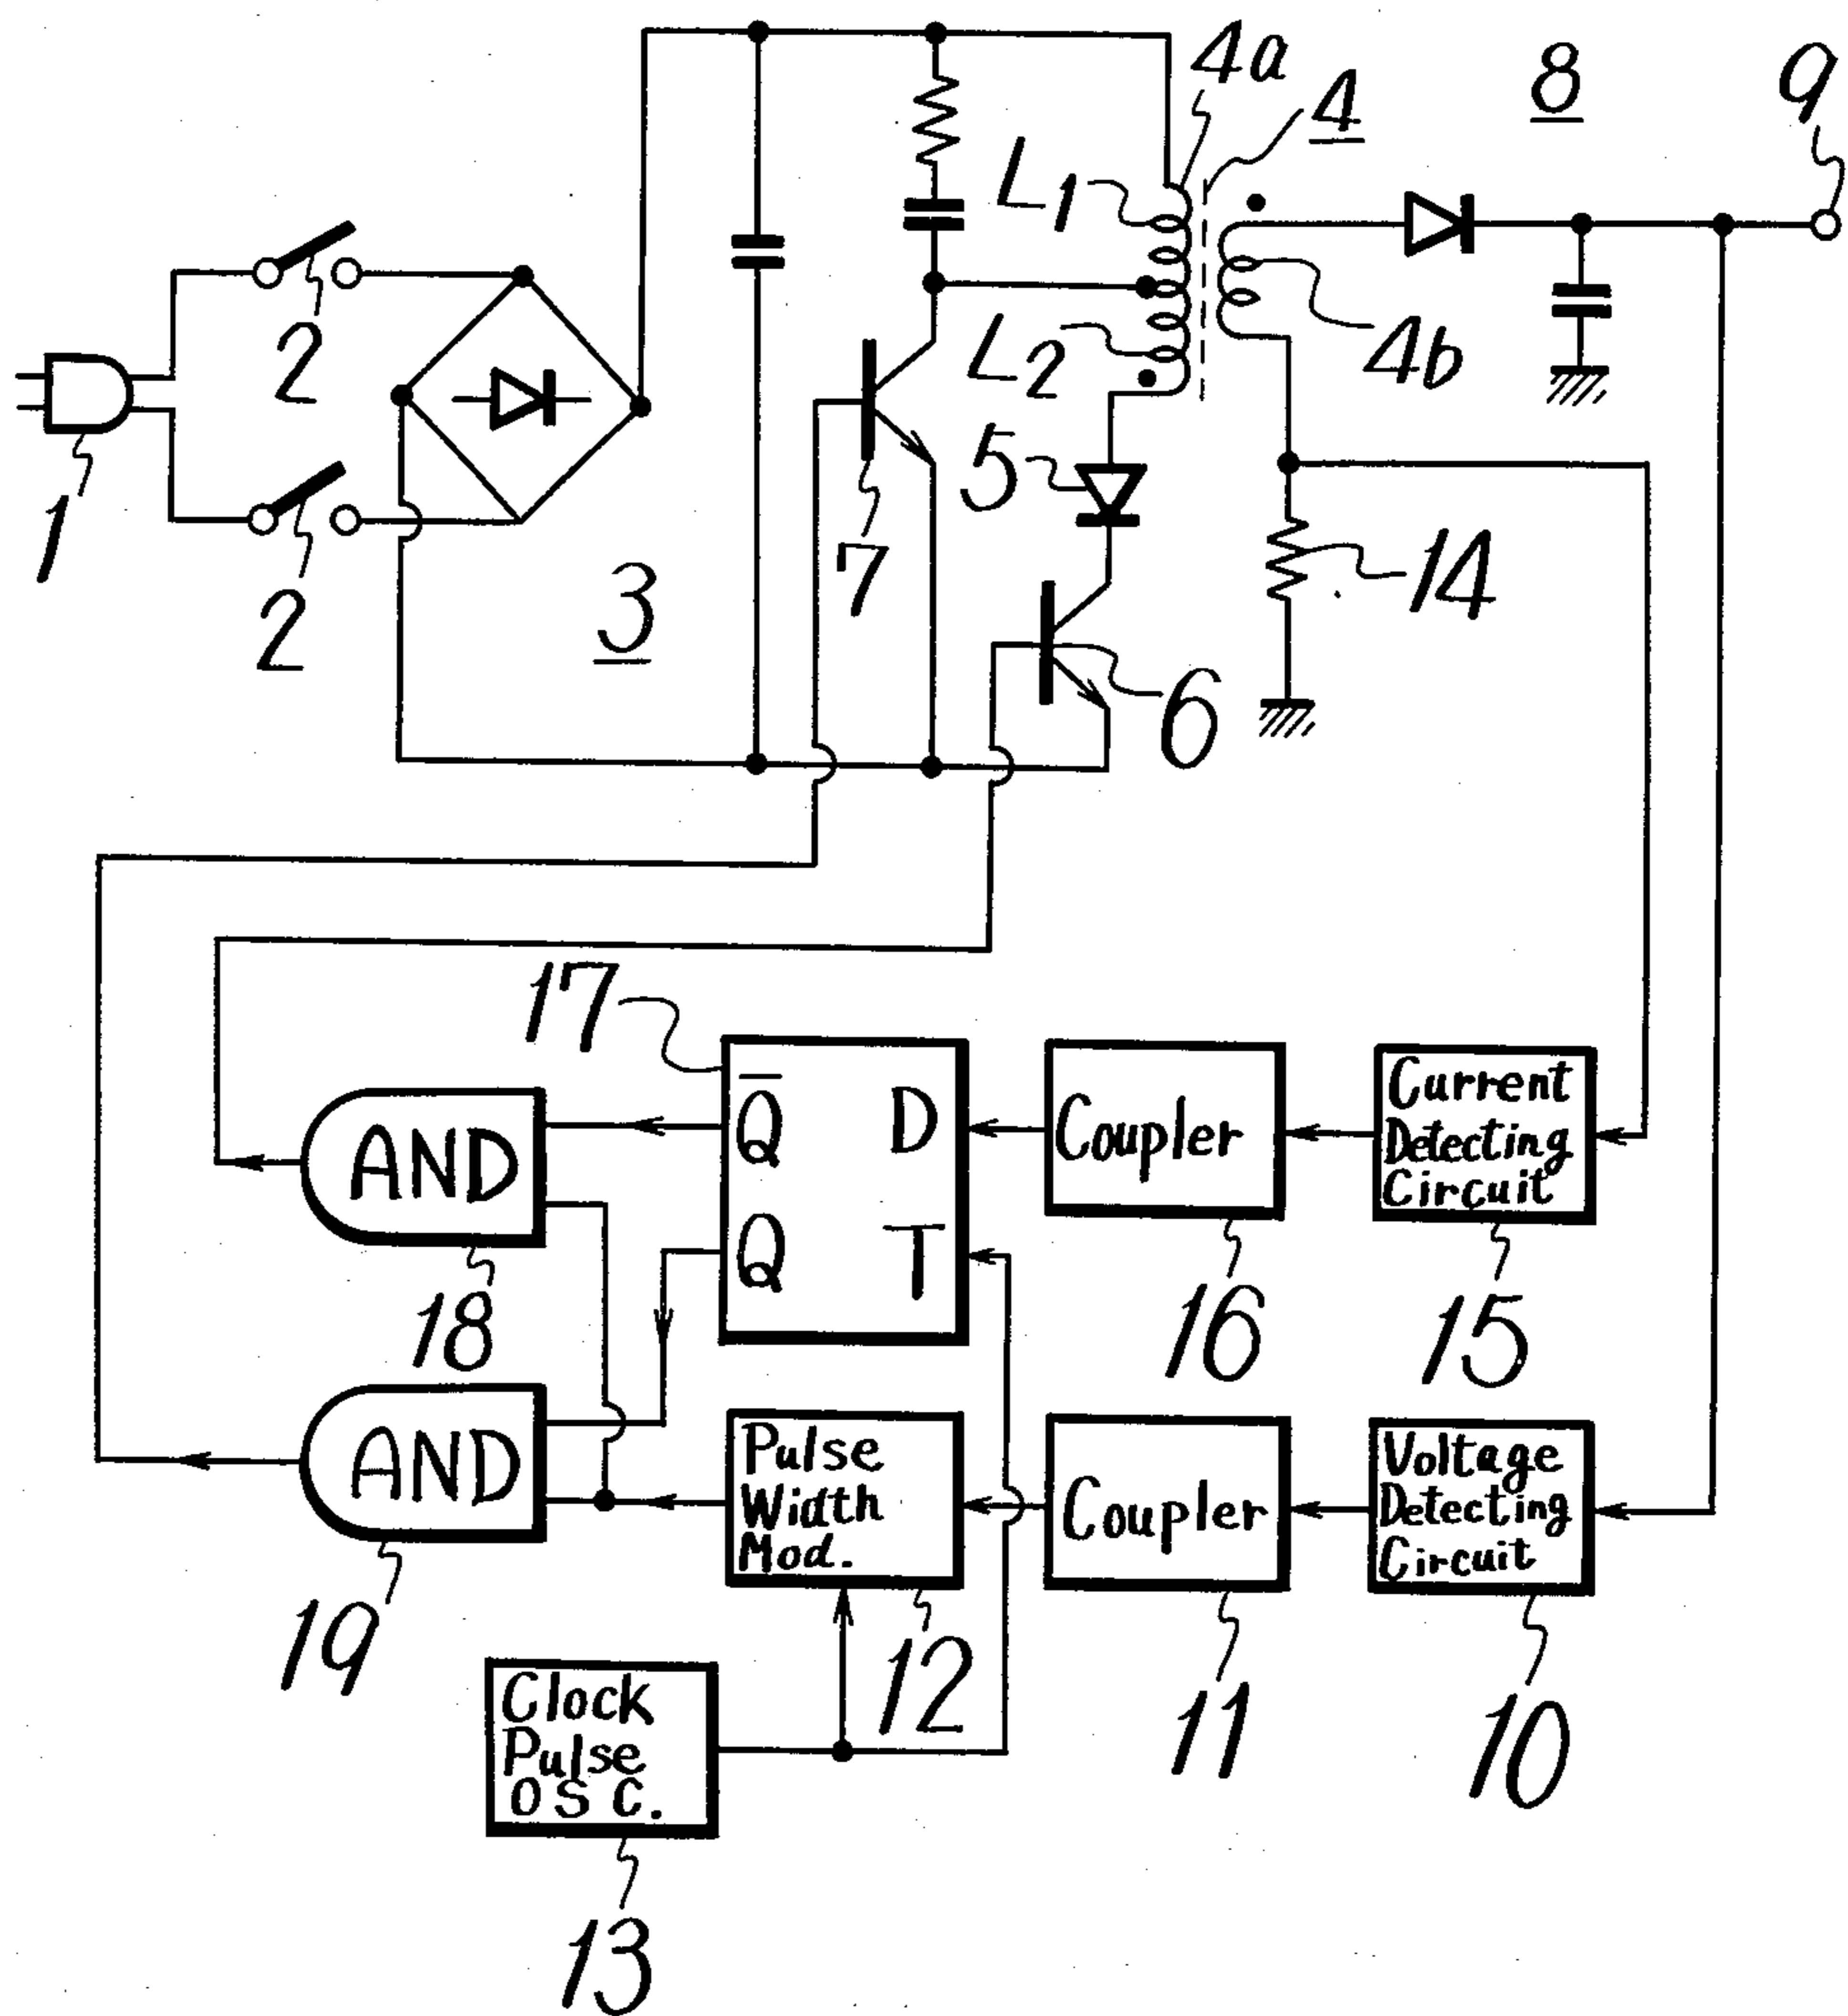 4a
4
8
9
L1
2
L2
4b
1
5
7
14
2
3
6
17
Q̅
D
Coupler
Current
Detecting
Circuit
AND
Q
T
18
16
15
AND
Pulse
Width
Mod.
Coupler
Voltage
Detecting
Circuit
19
12
11
10
Clock
Pulse
OSC.
13